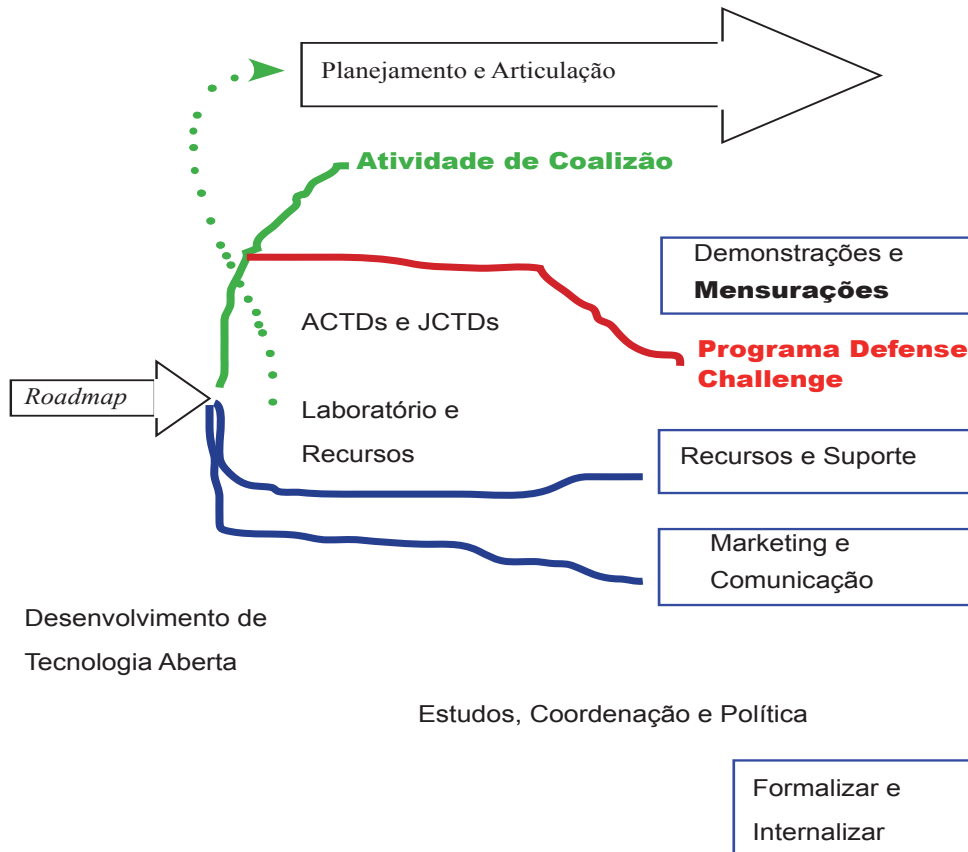 Planejamento e Articulação
Atividade de Coalizão
Demonstrações e
Mensurações
ACTDs e JCTDs
Programa Defense
Challenge
Roadmap
Laboratório e
Recursos
Recursos e Suporte
Marketing e
Comunicação
Desenvolvimento de
Tecnologia Aberta
Estudos, Coordenação e Política
Formalizar e
Internalizar